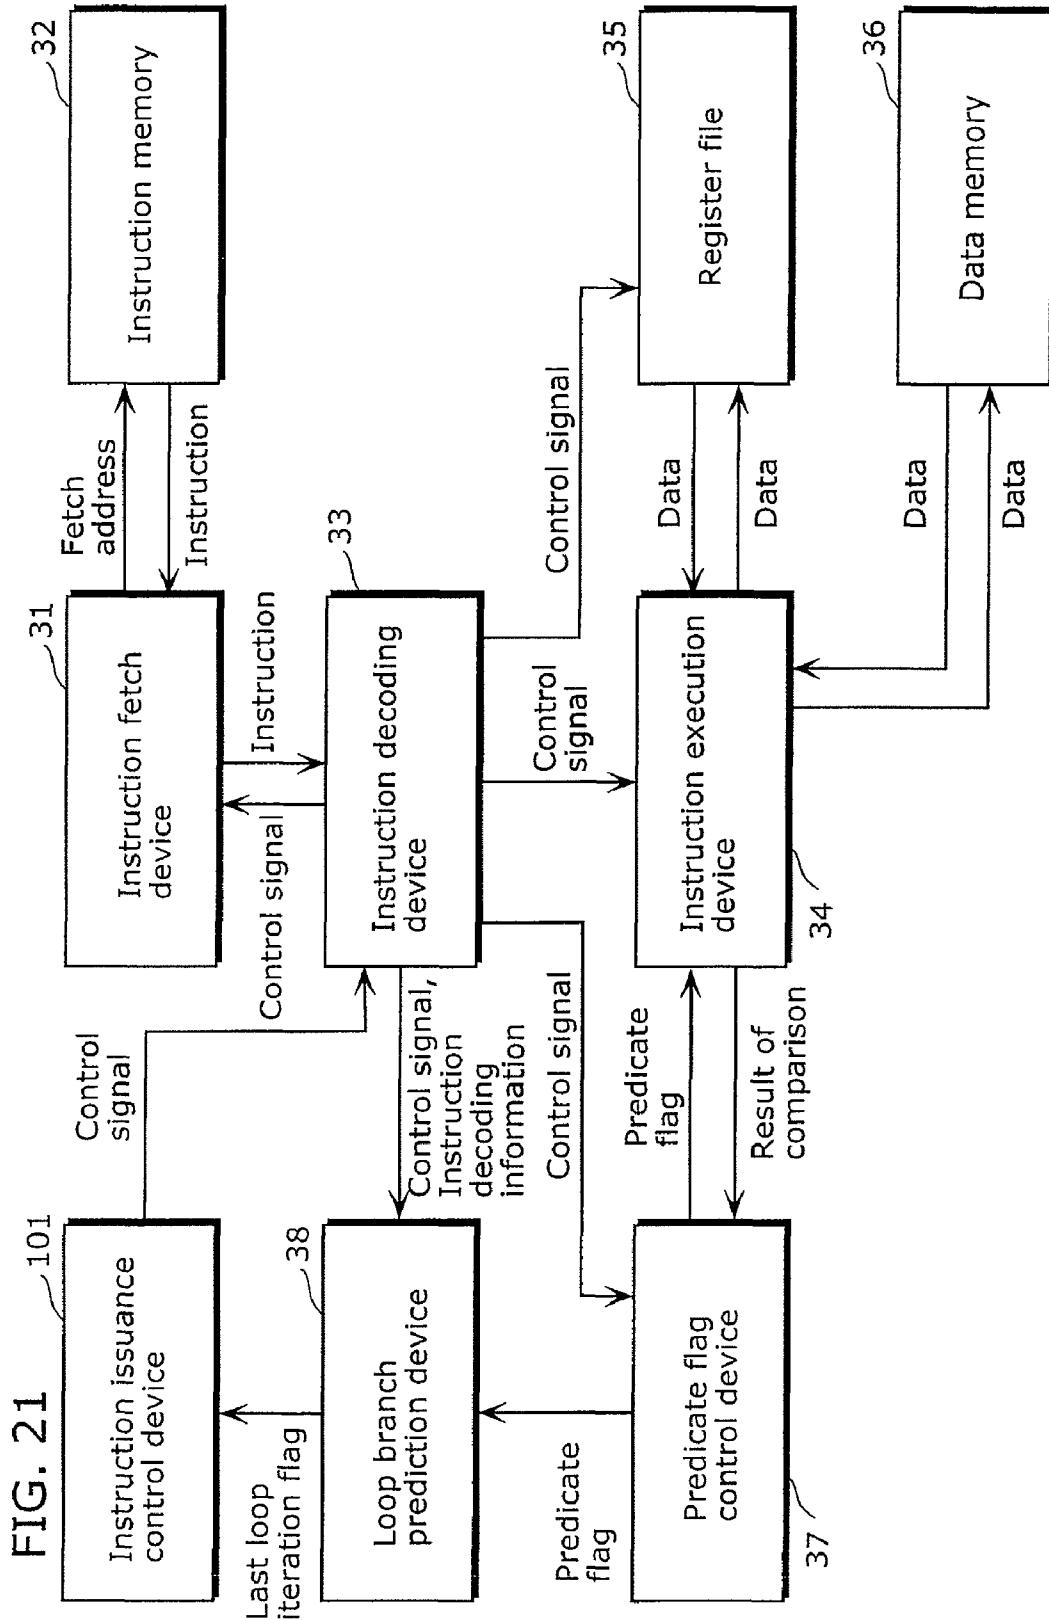 FIG. 21
101
Instruction issuance
control device
Control
signal
31
Instruction fetch
device
Fetch
address
Instruction
32
Instruction memory
Last loop
iteration flag
Control signal
Instruction
38
Loop branch
prediction device
Control signal,
Instruction
decoding
information
33
Instruction decoding
device
Predicate
flag
Control signal
Control
signal
Control signal
37
Predicate flag
control device
Predicate
flag
Result of
comparison
34
Instruction execution
device
Data
Data
35
Register file
Data
Data
36
Data memory